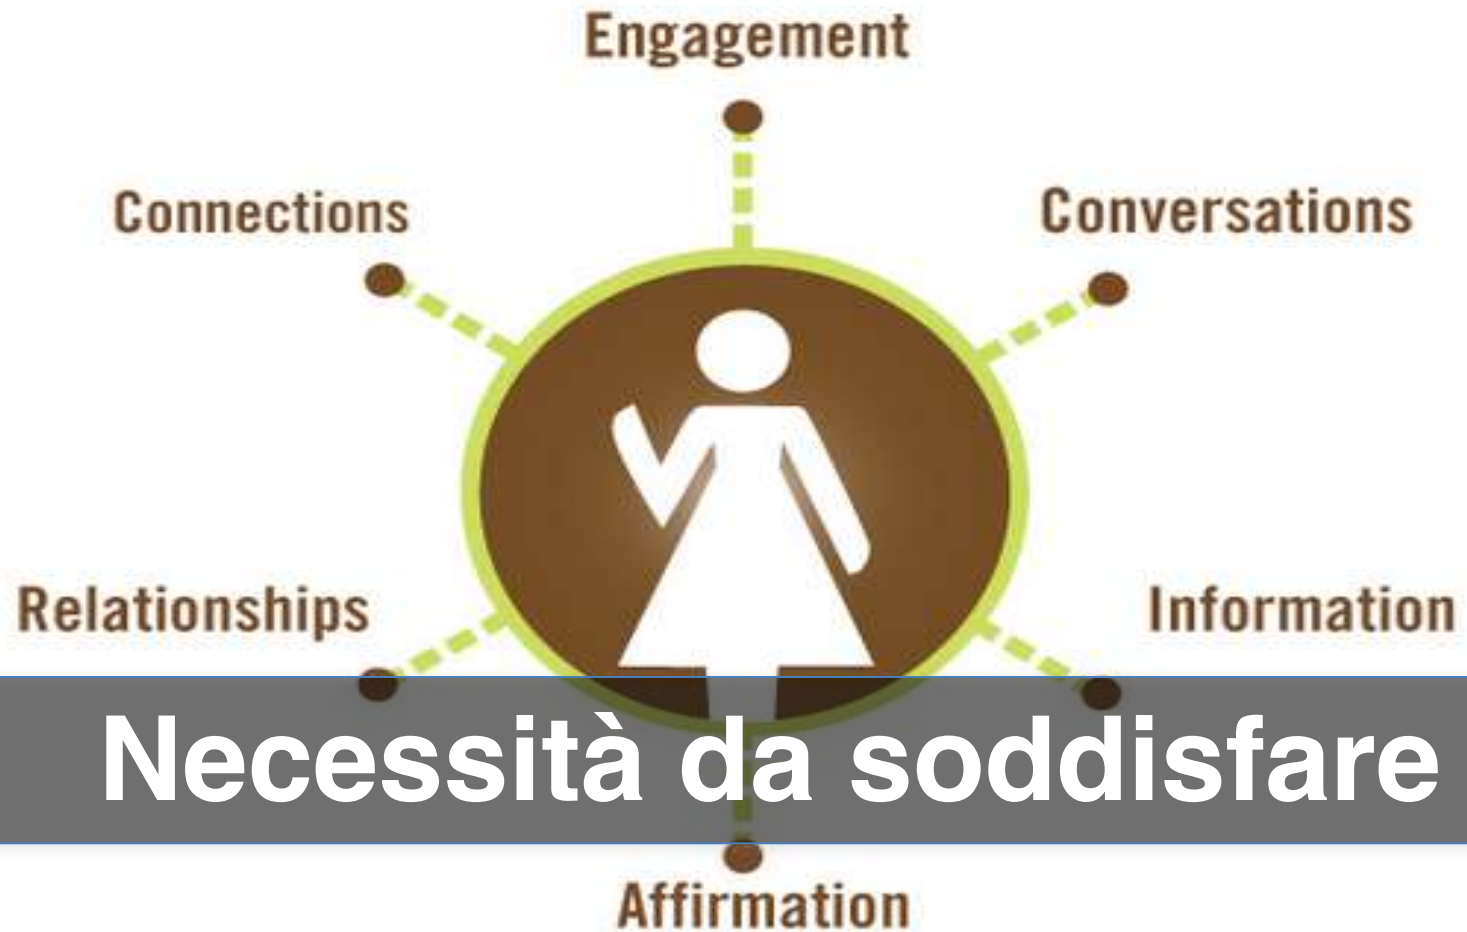 Engagement
Connections
Conversations
Relationships
Information
Necessità da soddisfare
Affirmation